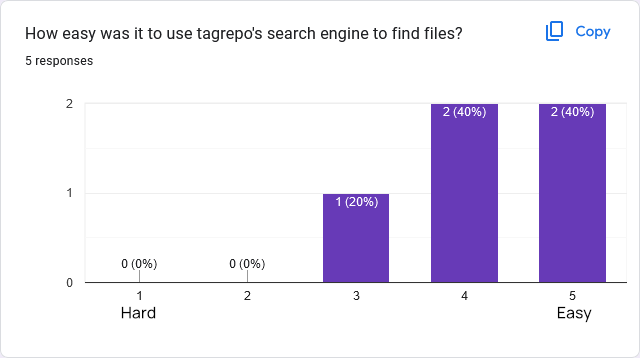 How easy was it to use tagrepo's search engine to find files?
Copy
5 responses
2
2 (40%)
2 (40%)
1
1 (20%)
0 (0%)
0 (0%)
0
1
2
3
4
5
Hard
Easy